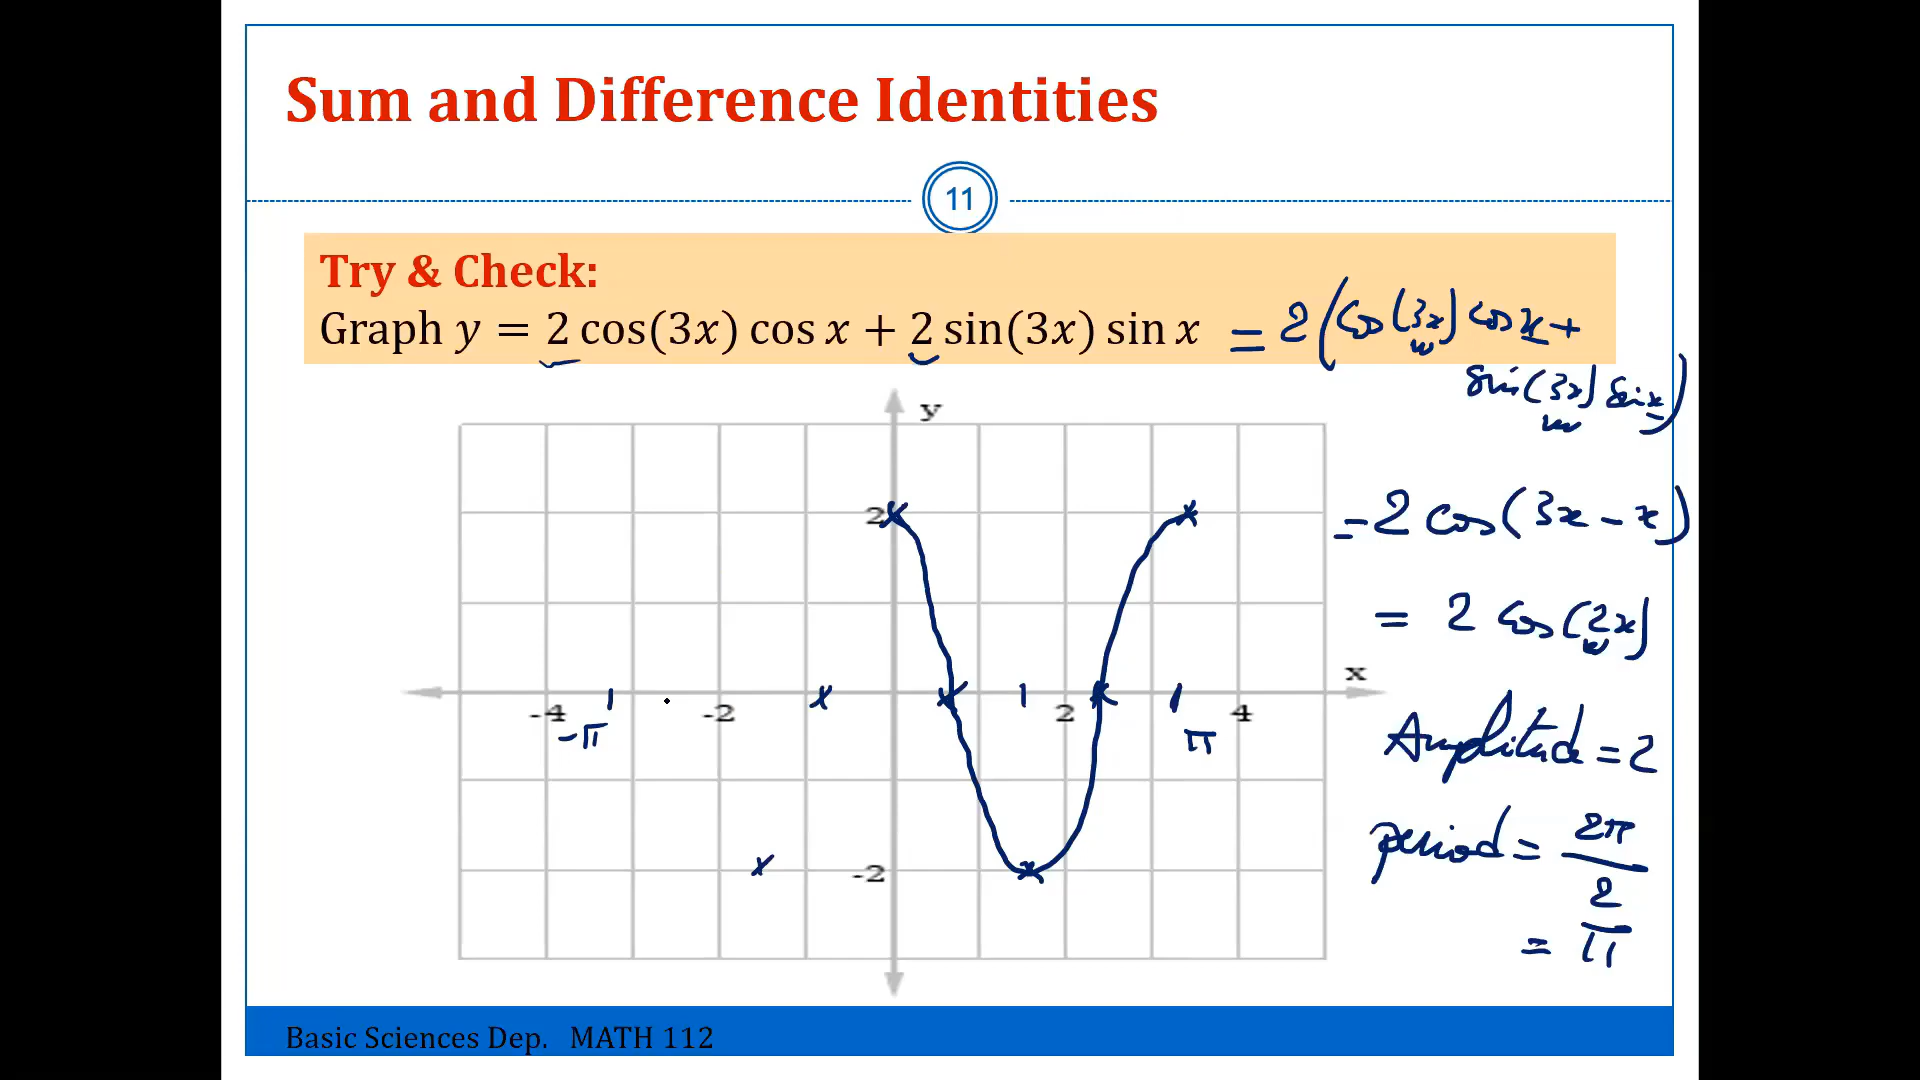 Sum and Difference Identities
11
Try & Check:
Graph y = 2 cos(3x) cos x + 2 sin(3x) sin x = 2 (cos(3x) cos x +
sin(3x) sin x)
= 2 cos(3x - x)
= 2 cos(2x)
y
2
x
-4 -2 2 4
-π π
-2
Amplitude = 2
period = 2π
2
= π
Basic Sciences Dep. MATH 112